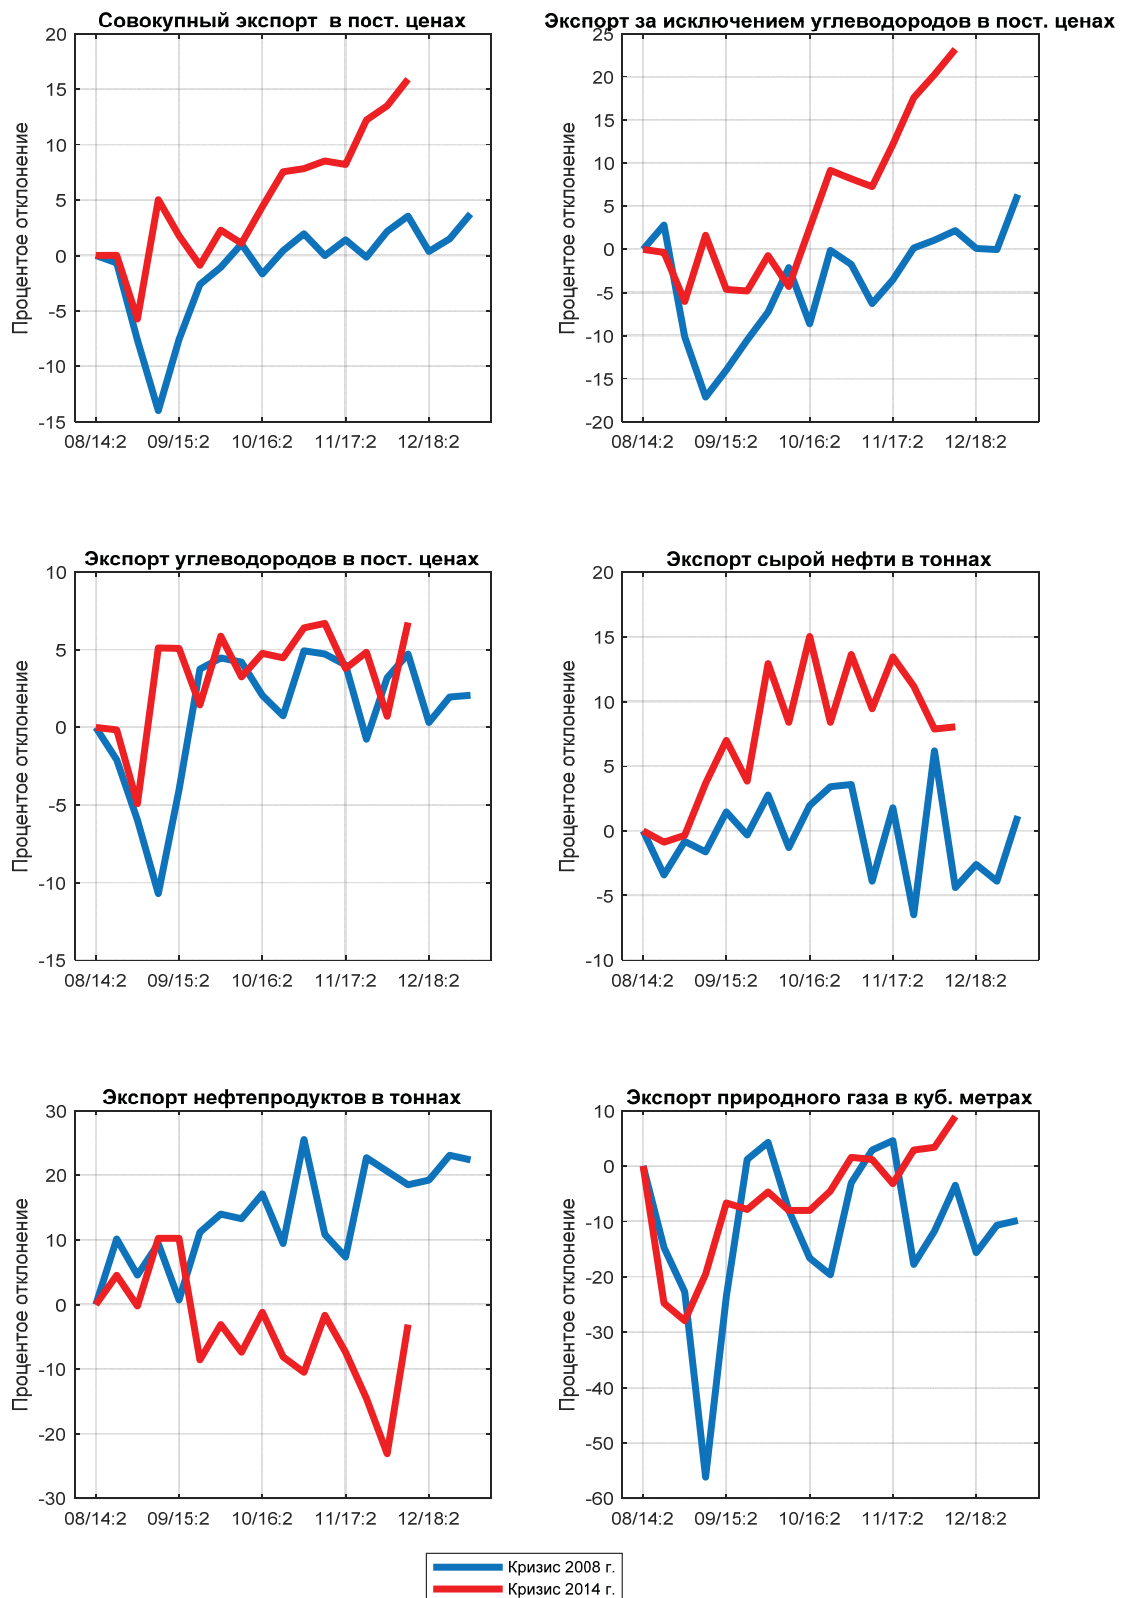 Совокупный экспорт в пост. ценах
20
15
10
5
0
-5
-10
-15
Процентое отклонение
08/14:2 09/15:2 10/16:2 11/17:2 12/18:2
Экспорт за исключением углеводородов в пост. ценах
25
20
15
10
5
0
-5
-10
-15
-20
Процентое отклонение
08/14:2 09/15:2 10/16:2 11/17:2 12/18:2
Экспорт углеводородов в пост. ценах
10
5
0
-5
-10
-15
Процентое отклонение
08/14:2 09/15:2 10/16:2 11/17:2 12/18:2
Экспорт сырой нефти в тоннах
20
15
10
5
0
-5
-10
Процентое отклонение
08/14:2 09/15:2 10/16:2 11/17:2 12/18:2
Экспорт нефтепродуктов в тоннах
30
20
10
0
-10
-20
-30
Процентое отклонение
08/14:2 09/15:2 10/16:2 11/17:2 12/18:2
Экспорт природного газа в куб. метрах
10
0
-10
-20
-30
-40
-50
-60
Процентое отклонение
08/14:2 09/15:2 10/16:2 11/17:2 12/18:2
Кризис 2008 г.
Кризис 2014 г.